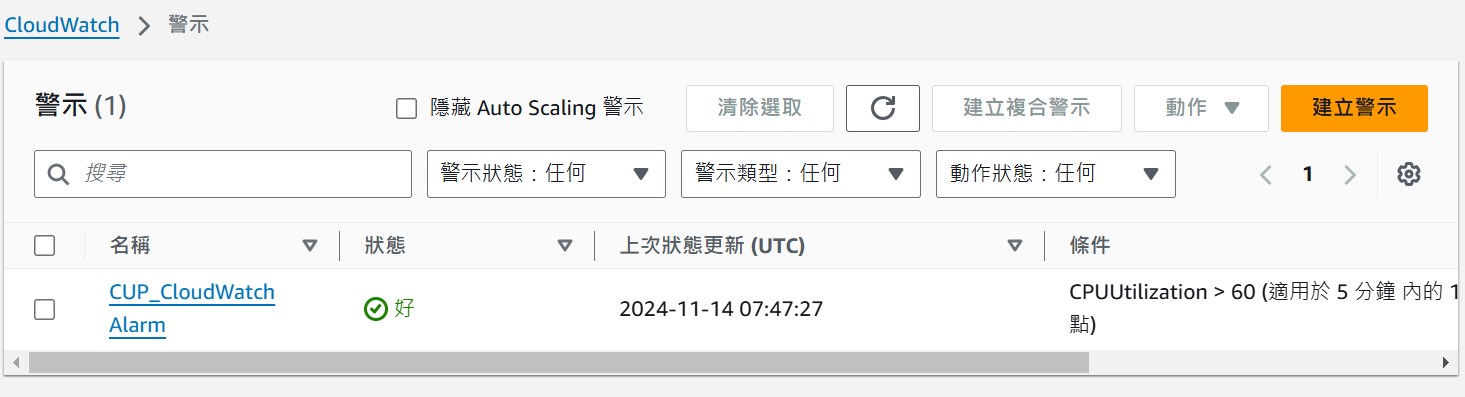 CloudWatch > 警示
警示 (1)
隱藏 Auto Scaling 警示
清除選取
建立複合警示
動作
建立警示
搜尋
警示狀態：任何
警示類型：任何
動作狀態：任何
1
名稱 狀態 上次狀態更新 (UTC) 條件
CUP_CloudWatch
Alarm
好
2024-11-14 07:47:27
CPUUtilization > 60 (適用於 5 分鐘 內的 1
點)